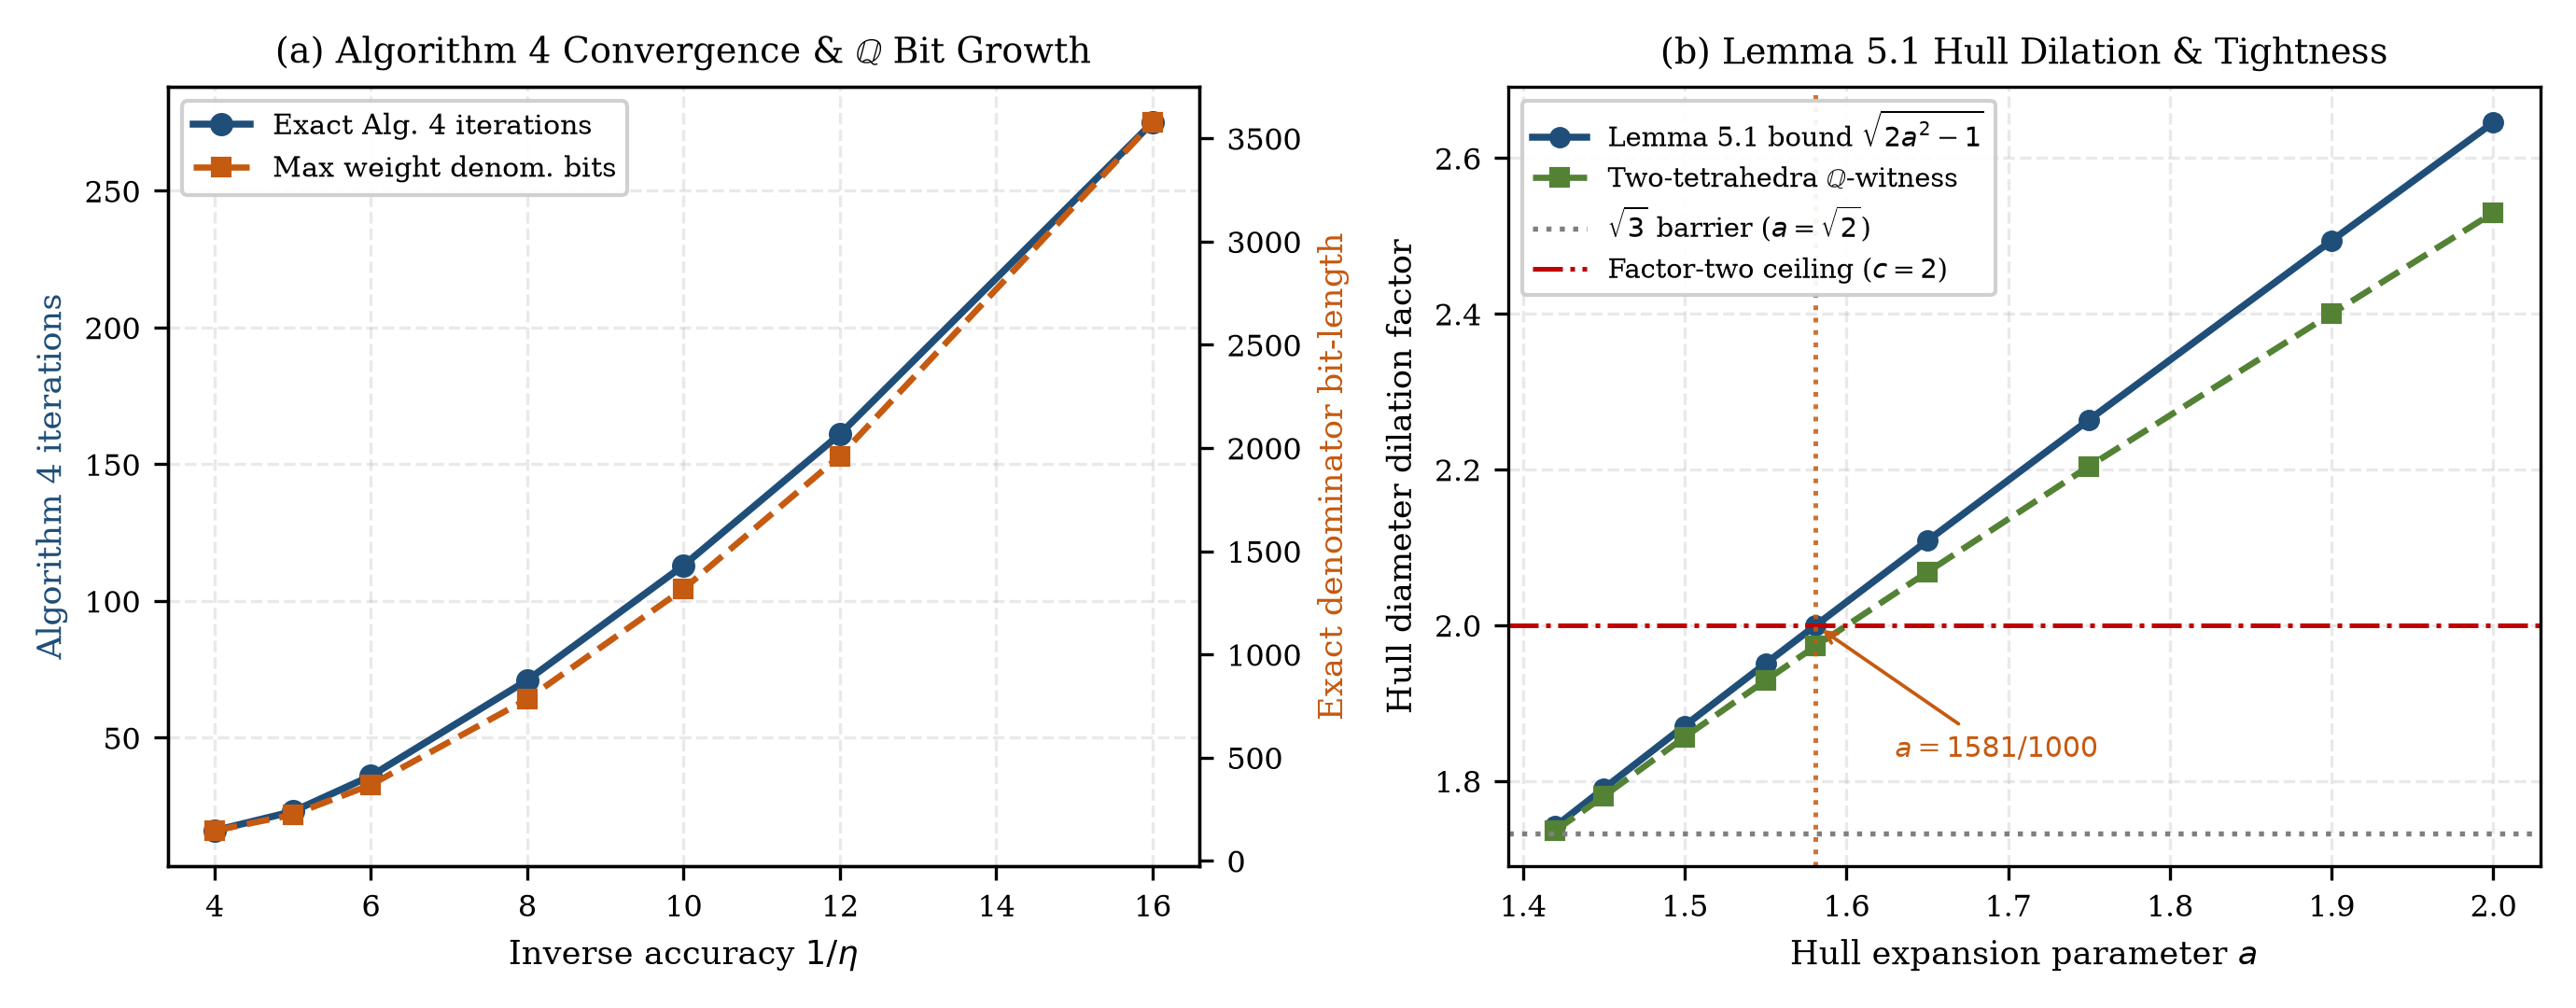 (a) Algorithm 4 Convergence & ℚ Bit Growth
Exact Alg. 4 iterations
Max weight denom. bits
Algorithm 4 iterations
250
200
150
100
50
3500
3000
2500
2000
1500
1000
500
0
Exact denominator bit-length
4 6 8 10 12 14 16
Inverse accuracy 1/η
(b) Lemma 5.1 Hull Dilation & Tightness
Lemma 5.1 bound √(2a² − 1)
Two-tetrahedra ℚ-witness
√3 barrier (a = √2)
Factor-two ceiling (c = 2)
Hull diameter dilation factor
2.6
2.4
2.2
2.0
1.8
a = 1581/1000
1.4 1.5 1.6 1.7 1.8 1.9 2.0
Hull expansion parameter a